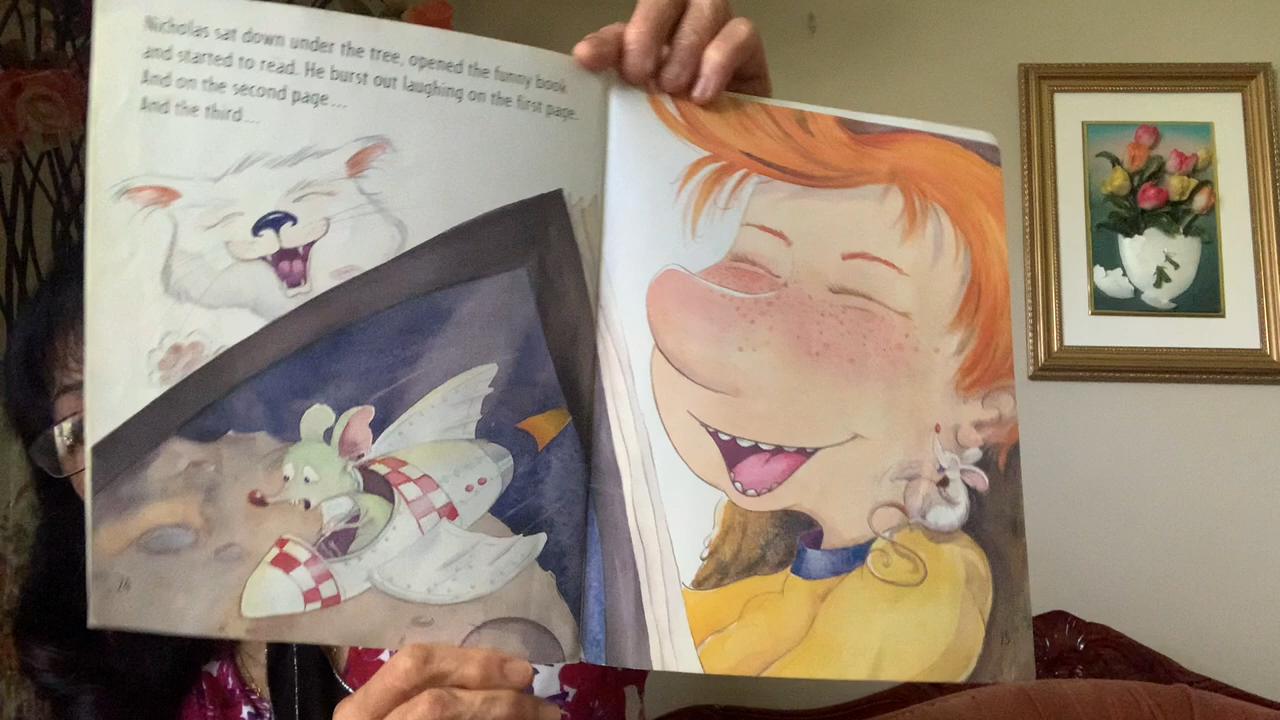 Nicholas sat down under the tree, opened the funny book
and started to read. He burst out laughing on the first page.
And on the second page...
And the third...